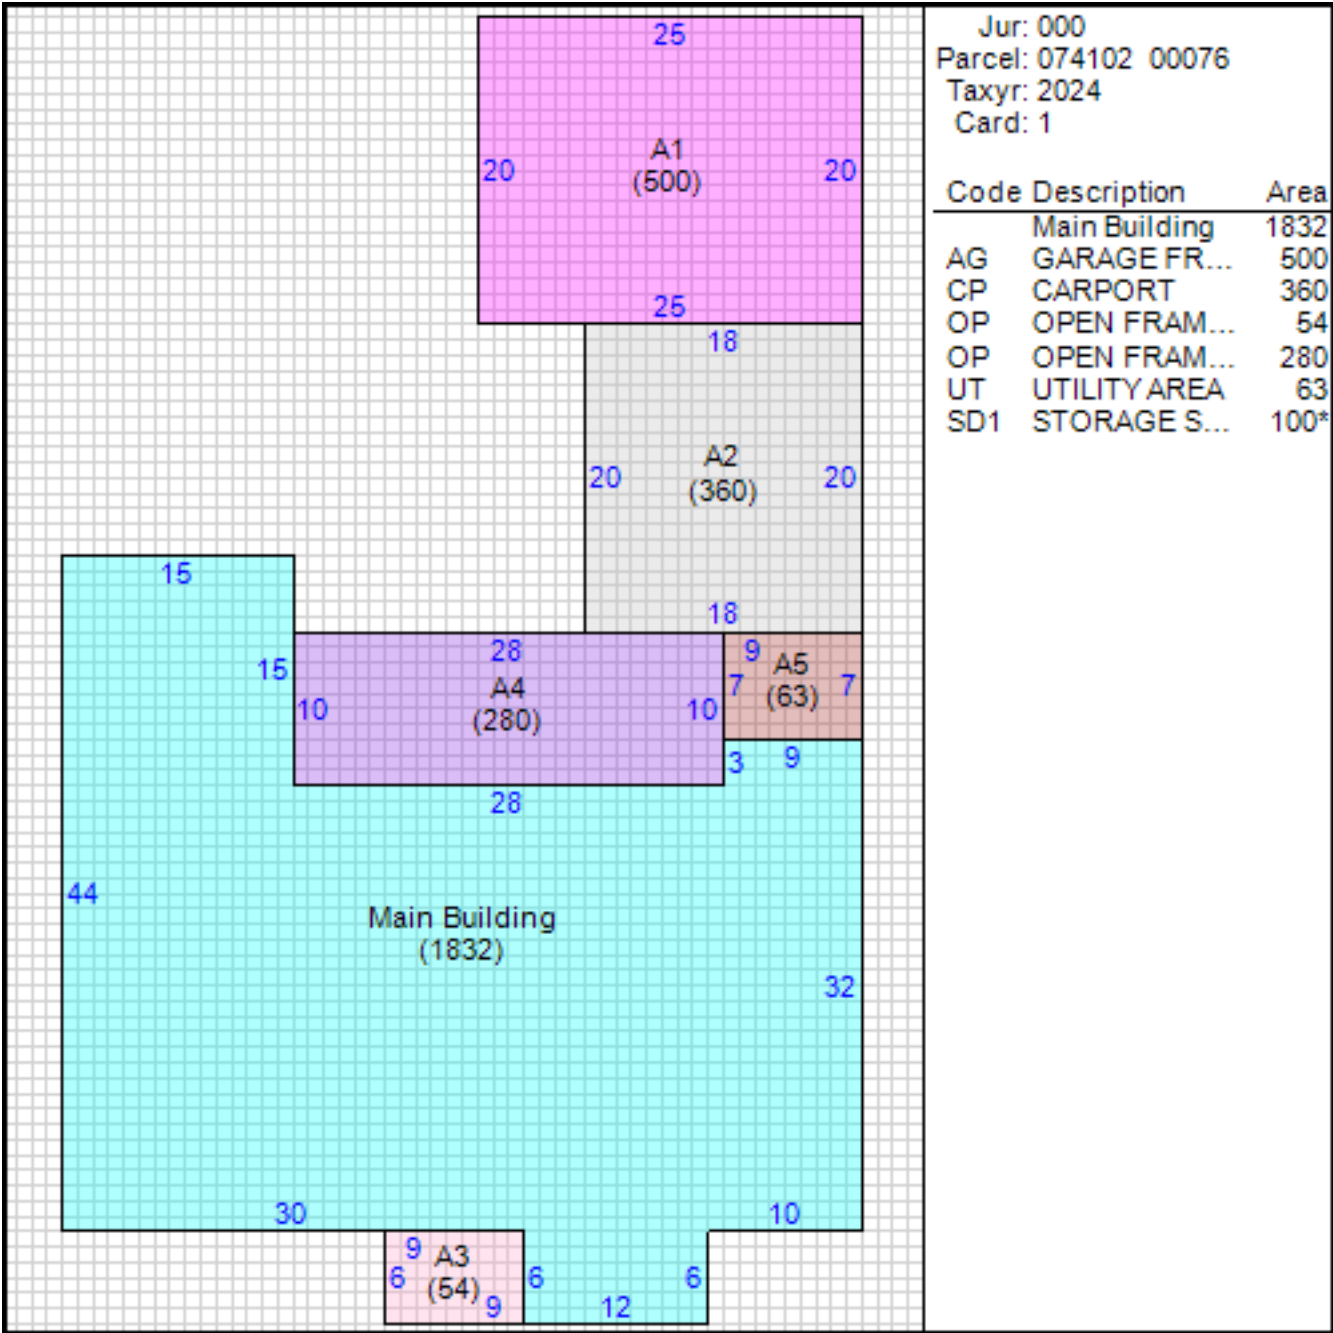 Jur: 000
Parcel: 074102 00076
Taxyr: 2024
Card: 1
Code Description Area
Main Building 1832
AG GARAGE FR... 500
CP CARPORT 360
OP OPEN FRAM... 54
OP OPEN FRAM... 280
UT UTILITY AREA 63
SD1 STORAGE S... 100*
25
A1
20 (500) 20
25
18
A2
20 (360) 20
18
15
15
28
A4
10 (280) 10
28
9
A5
7 (63) 7
3 9
44
Main Building
(1832)
32
30
10
9 A3
6 (54)
9
6
12
6